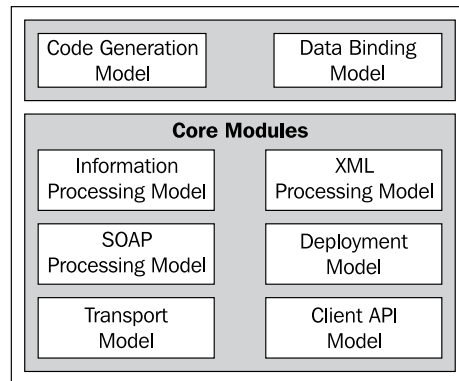 Code Generation
Model
Data Binding
Model
Core Modules
Information
Processing Model
XML
Processing Model
SOAP
Processing Model
Deployment
Model
Transport
Model
Client API
Model